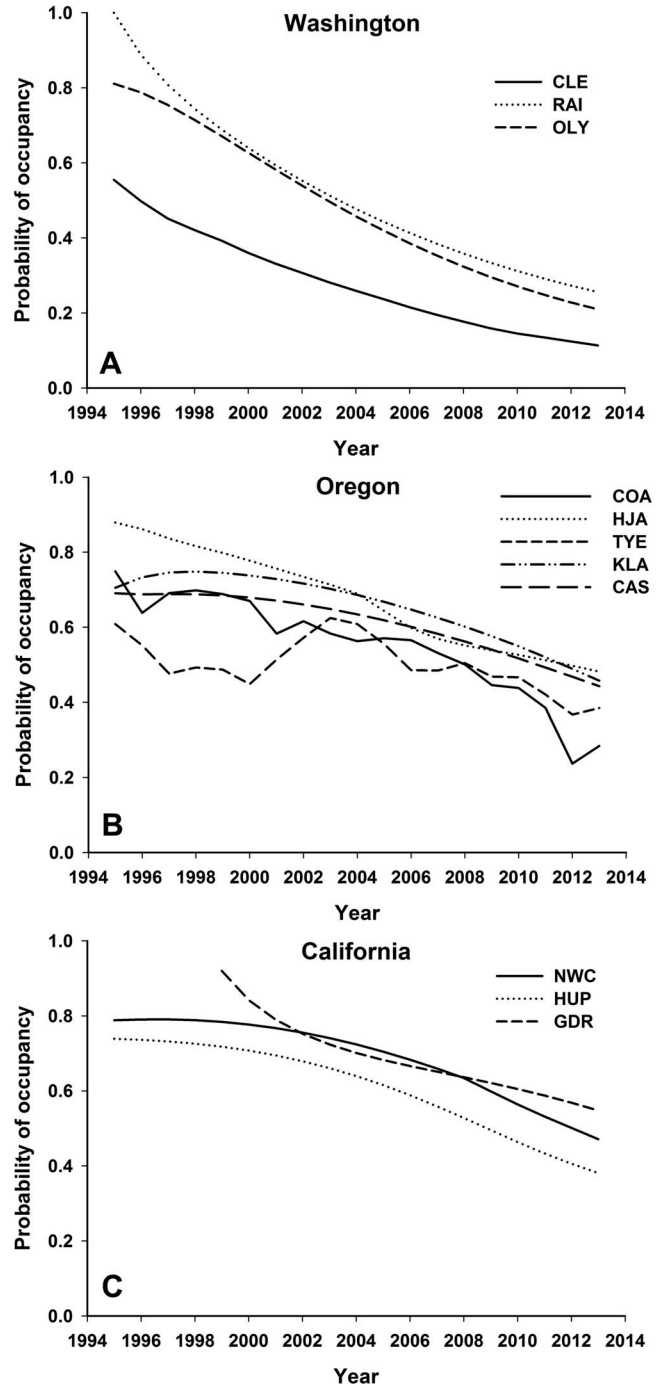 Washington
CLE
RAI
OLY
Probability of occupancy
1.0
0.8
0.6
0.4
0.2
0.0
A
1994 1996 1998 2000 2002 2004 2006 2008 2010 2012 2014
Year
Oregon
COA
HJA
TYE
KLA
CAS
Probability of occupancy
1.0
0.8
0.6
0.4
0.2
0.0
B
1994 1996 1998 2000 2002 2004 2006 2008 2010 2012 2014
Year
California
NWC
HUP
GDR
Probability of occupancy
1.0
0.8
0.6
0.4
0.2
0.0
C
1994 1996 1998 2000 2002 2004 2006 2008 2010 2012 2014
Year